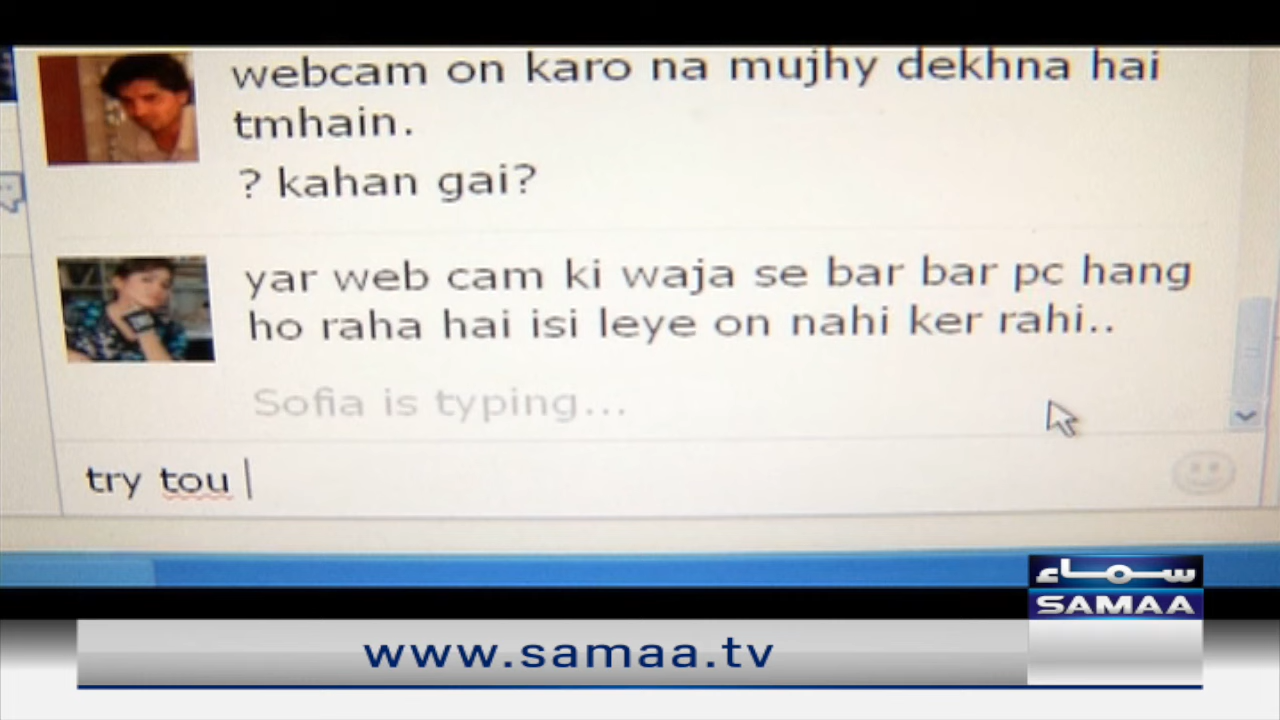 webcam on karo na mujhy dekhna hai
tmhain.
? kahan gai?
yar web cam ki waja se bar bar pc hang
ho raha hai isi leye on nahi ker rahi..
Sofia is typing...
try tou
سماء
SAMAA
www.samaa.tv